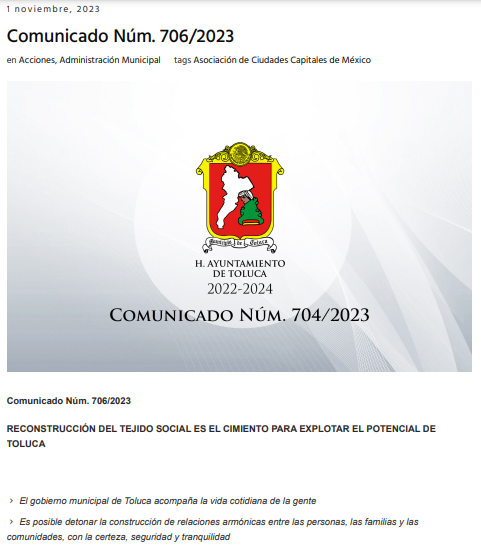 1 noviembre, 2023
Comunicado Núm. 706/2023
en Acciones, Administración Municipal tags Asociación de Ciudades Capitales de México
Municipio de Toluca
H. AYUNTAMIENTO
DE TOLUCA
2022-2024
COMUNICADO NÚM. 704/2023
Comunicado Núm. 706/2023
RECONSTRUCCIÓN DEL TEJIDO SOCIAL ES EL CIMIENTO PARA EXPLOTAR EL POTENCIAL DE
TOLUCA
› El gobierno municipal de Toluca acompaña la vida cotidiana de la gente
› Es posible detonar la construcción de relaciones armónicas entre las personas, las familias y las
comunidades, con la certeza, seguridad y tranquilidad